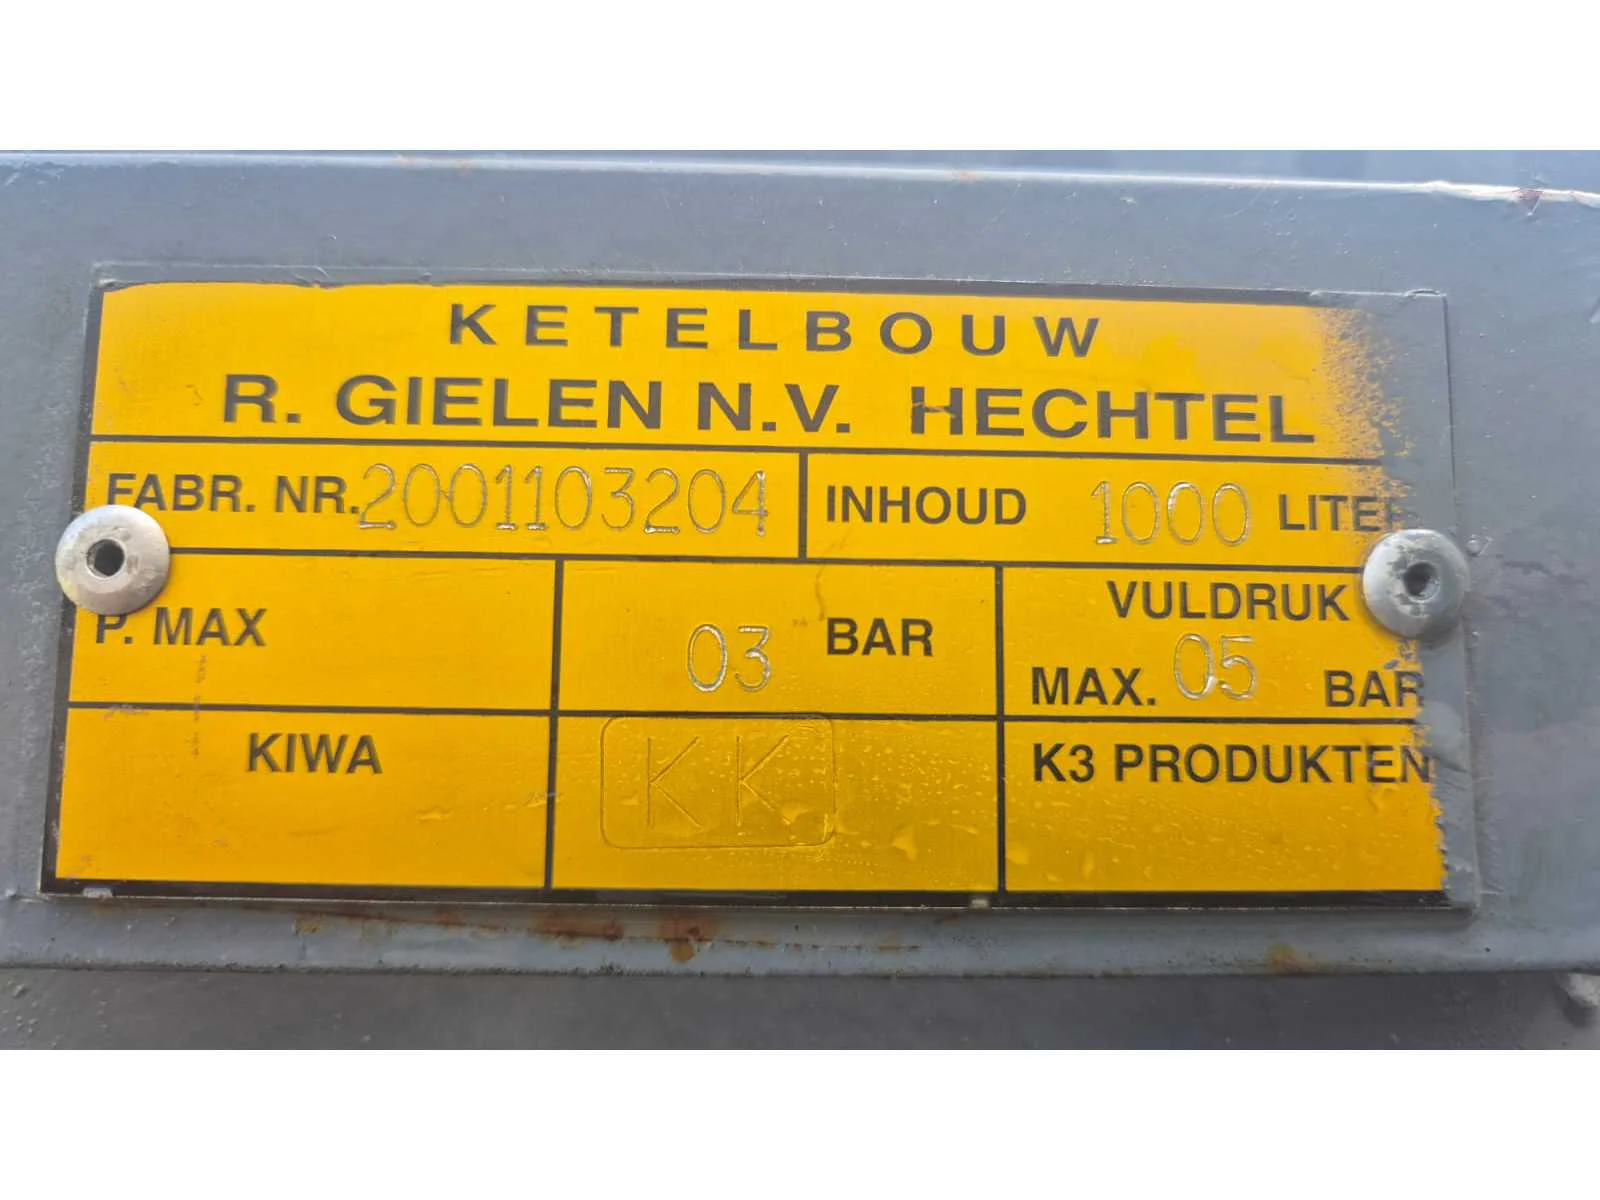 KETELBOUW
R. GIELEN N.V. HECHTEL
FABR. NR. 2001103204 INHOUD 1000 LITER
P. MAX 03 BAR VULDRUK MAX. 05 BAR
KIWA KK K3 PRODUKTEN